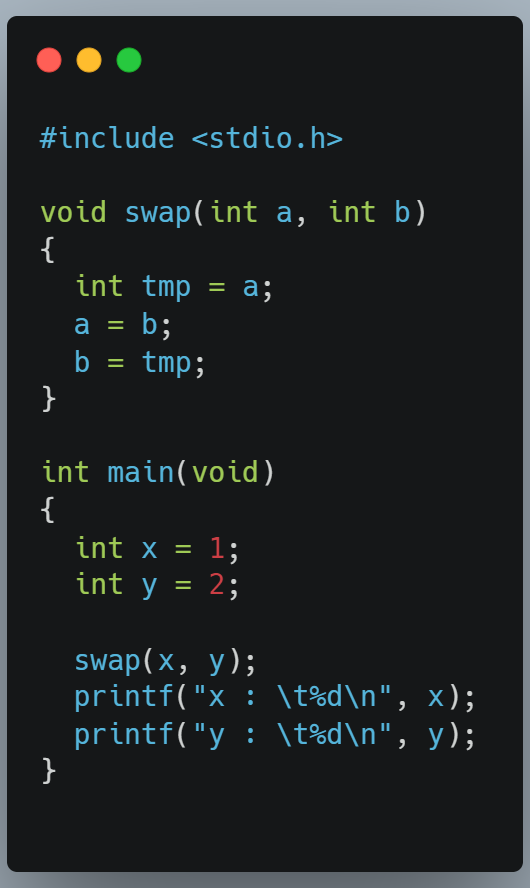 #include <stdio.h>

void swap(int a, int b)
{
  int tmp = a;
  a = b;
  b = tmp;
}

int main(void)
{
  int x = 1;
  int y = 2;

  swap(x, y);
  printf("x : \t%d\n", x);
  printf("y : \t%d\n", y);
}